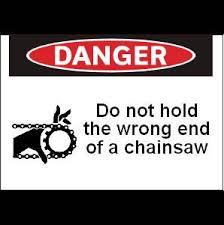 DANGER
Do not hold
the wrong end
of a chainsaw